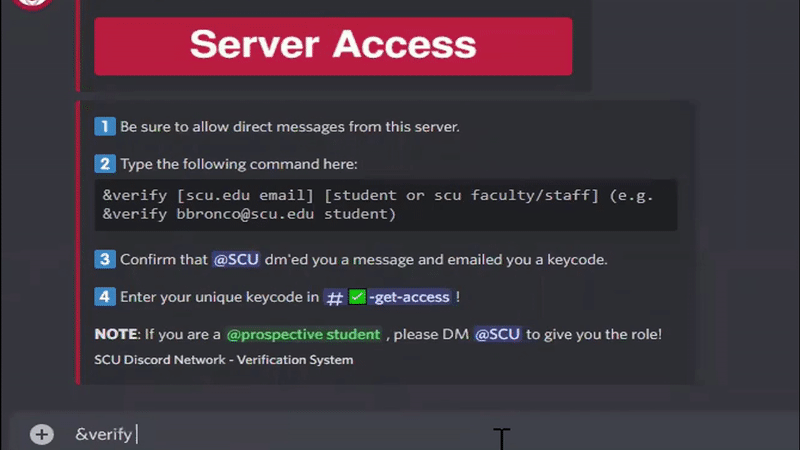 Server Access
1 Be sure to allow direct messages from this server.
2 Type the following command here:
&verify [scu.edu email] [student or scu faculty/staff] (e.g.
&verify bbronco@scu.edu student)
3 Confirm that @SCU dm'ed you a message and emailed you a keycode.
4 Enter your unique keycode in #✅-get-access !
NOTE: If you are a @prospective student , please DM @SCU to give you the role!
SCU Discord Network - Verification System
&verify